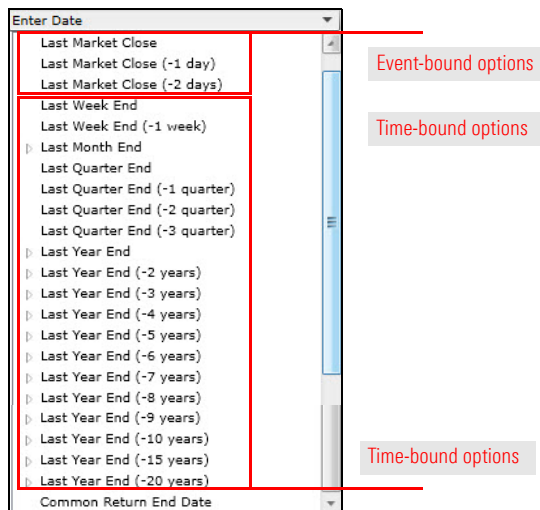 Enter Date
Last Market Close
Last Market Close (-1 day)
Last Market Close (-2 days)
Event-bound options
Last Week End
Last Week End (-1 week)
Time-bound options
Last Month End
Last Quarter End
Last Quarter End (-1 quarter)
Last Quarter End (-2 quarter)
Last Quarter End (-3 quarter)
Last Year End
Last Year End (-2 years)
Last Year End (-3 years)
Last Year End (-4 years)
Last Year End (-5 years)
Last Year End (-6 years)
Last Year End (-7 years)
Last Year End (-8 years)
Last Year End (-9 years)
Last Year End (-10 years)
Last Year End (-15 years)
Time-bound options
Last Year End (-20 years)
Common Return End Date